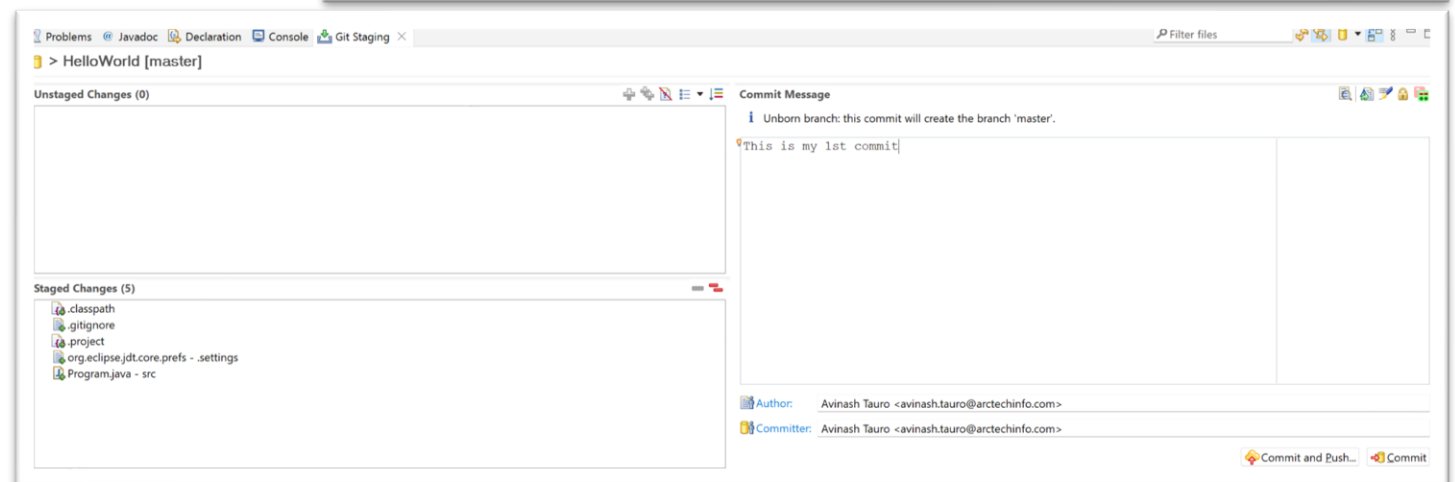 Problems @ Javadoc Declaration Console Git Staging
Filter files
> HelloWorld [master]
Unstaged Changes (0)
Staged Changes (5)
.classpath
.gitignore
.project
org.eclipse.jdt.core.prefs - .settings
Program.java - src
Commit Message
Unborn branch: this commit will create the branch 'master'.
This is my 1st commit
Author: Avinash Tauro <avinash.tauro@arctechinfo.com>
Committer: Avinash Tauro <avinash.tauro@arctechinfo.com>
Commit and Push... Commit